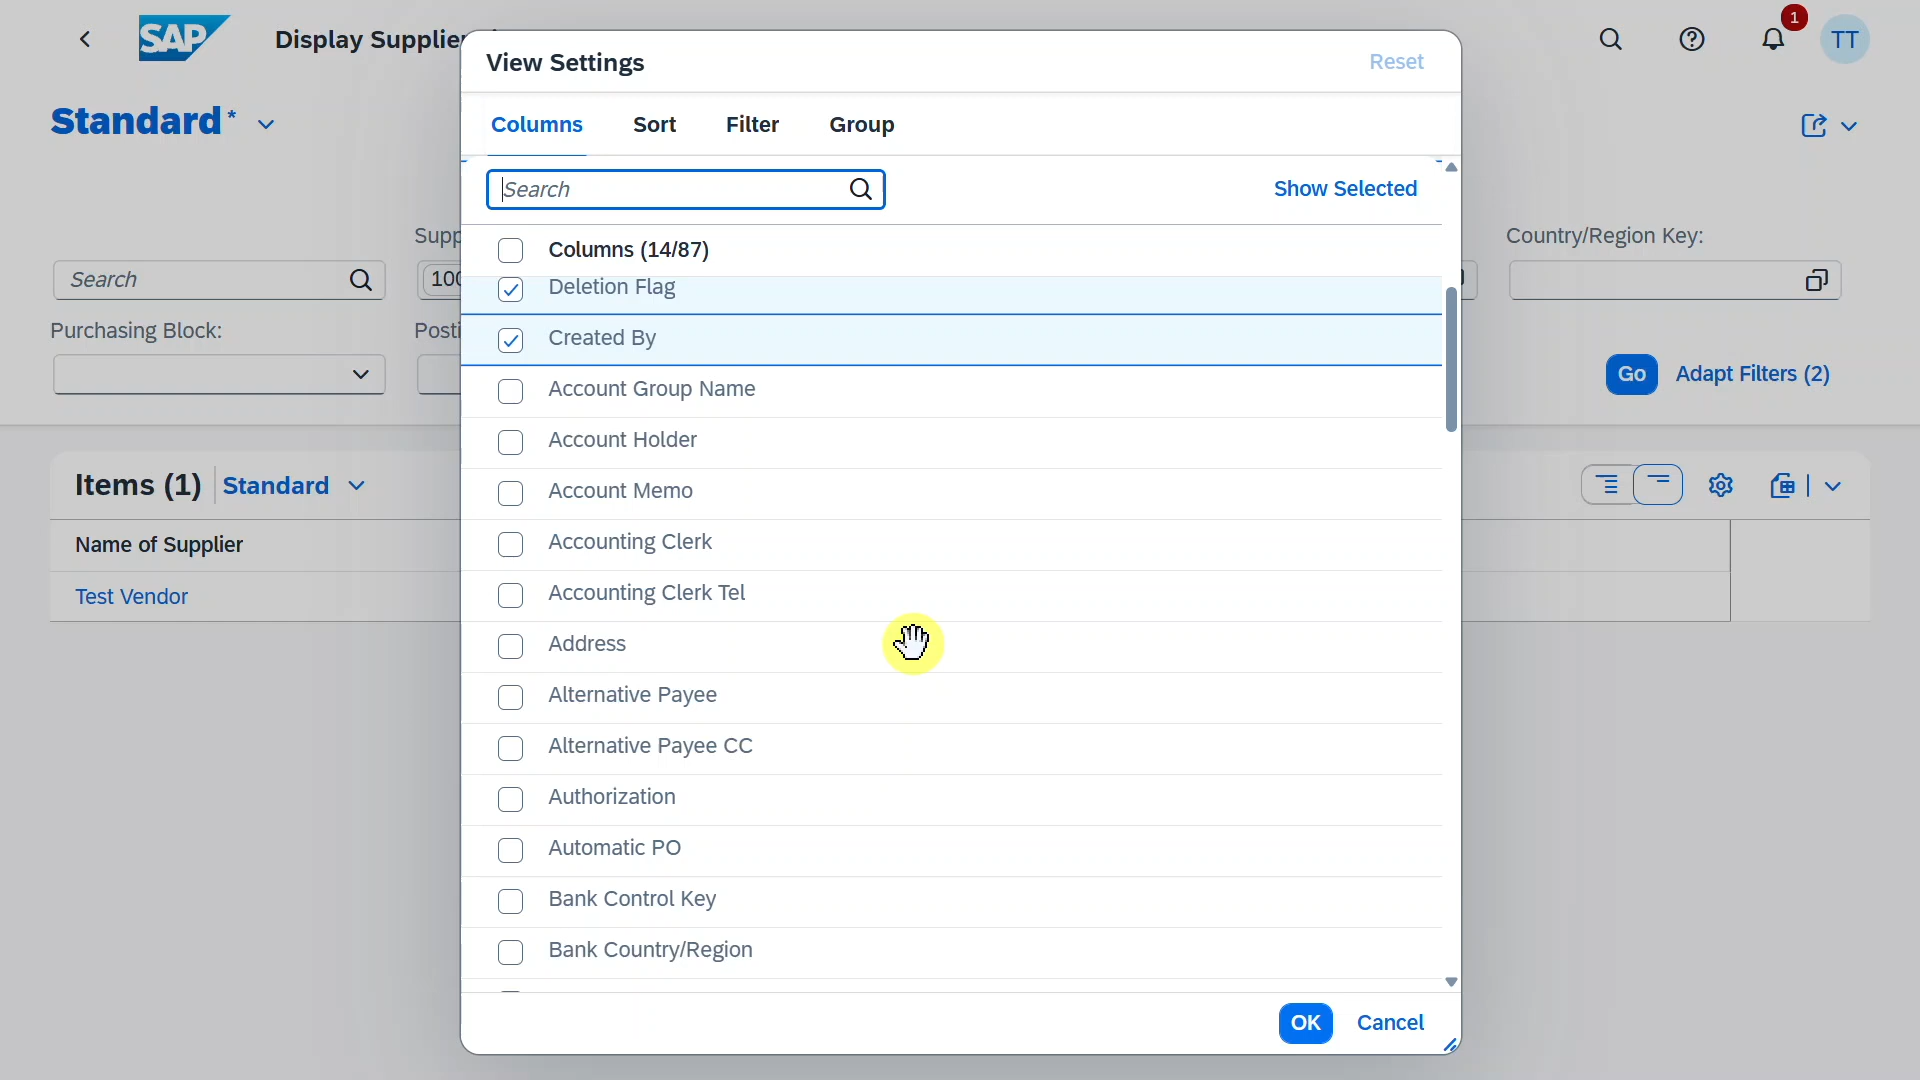 SAP
Display Supplier
1
TT
Standard *
View Settings
Reset
Columns
Sort
Filter
Group
Search
Show Selected
Columns (14/87)
Deletion Flag
Created By
Account Group Name
Account Holder
Account Memo
Accounting Clerk
Accounting Clerk Tel
Address
Alternative Payee
Alternative Payee CC
Authorization
Automatic PO
Bank Control Key
Bank Country/Region
OK
Cancel
Supp
Country/Region Key:
Search
100
Purchasing Block:
Posti
Go
Adapt Filters (2)
Items (1)
Standard
Name of Supplier
Test Vendor